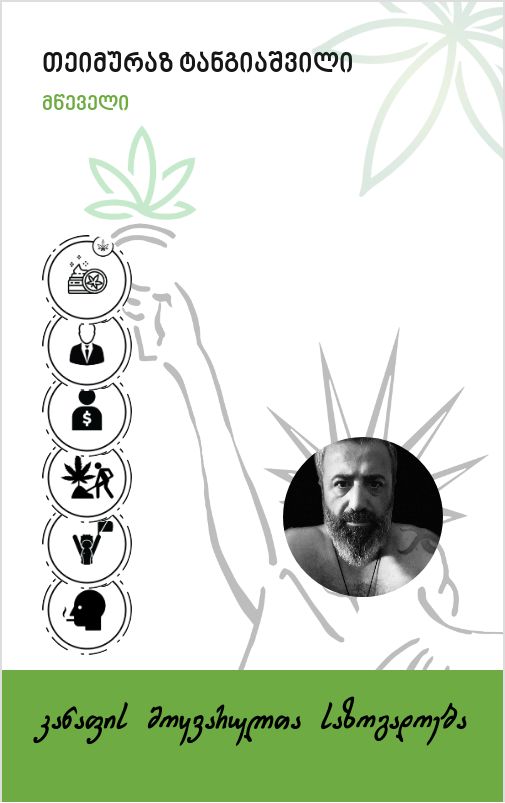 თეიმურაზ ტანგიაშვილი
მწეველი
$
კანაფის მოყვარულთა საზოგადოება